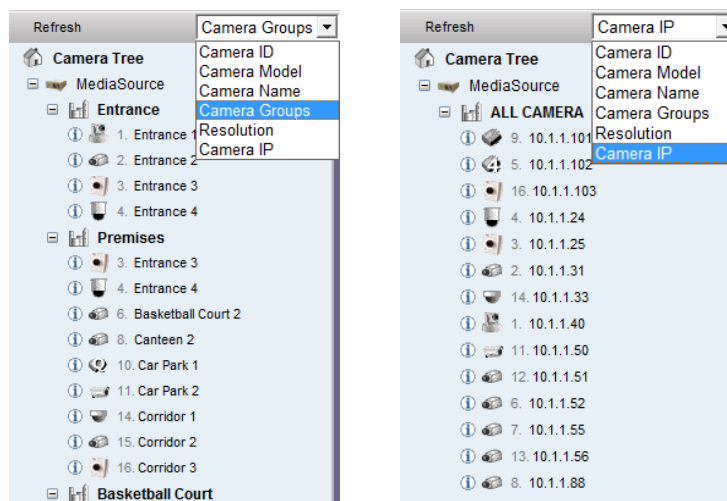 Refresh
Camera Groups
Camera ID
Camera Model
Camera Name
Camera Groups
Resolution
Camera IP
Camera Tree
MediaSource
Entrance
1. Entrance 1
2. Entrance 2
3. Entrance 3
4. Entrance 4
Premises
3. Entrance 3
4. Entrance 4
6. Basketball Court 2
8. Canteen 2
10. Car Park 1
11. Car Park 2
14. Corridor 1
15. Corridor 2
16. Corridor 3
Basketball Court
Refresh
Camera IP
Camera ID
Camera Model
Camera Name
Camera Groups
Resolution
Camera IP
Camera Tree
MediaSource
ALL CAMERA
9. 10.1.1.101
5. 10.1.1.102
16. 10.1.1.103
4. 10.1.1.24
3. 10.1.1.25
2. 10.1.1.31
14. 10.1.1.33
1. 10.1.1.40
11. 10.1.1.50
12. 10.1.1.51
6. 10.1.1.52
7. 10.1.1.55
13. 10.1.1.56
8. 10.1.1.88